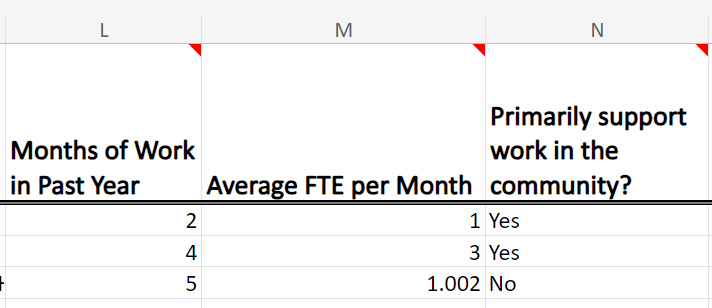 L M N
Months of Work
in Past Year
Average FTE per Month
Primarily support
work in the
community?
2 1 Yes
4 3 Yes
5 1.002 No